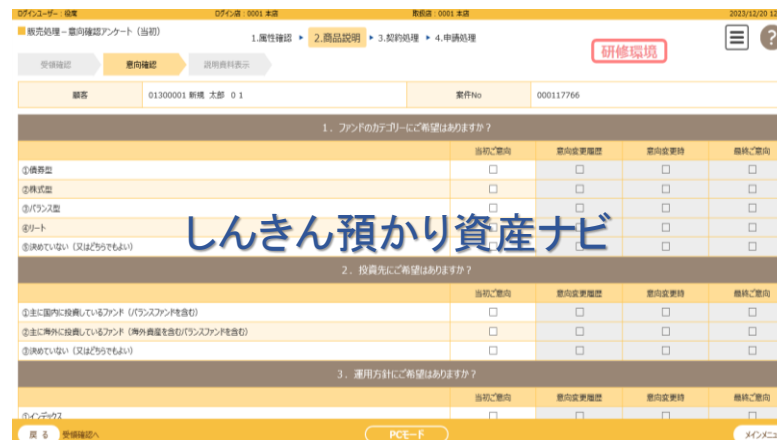 ログインユーザー：役席 ログイン店：0001 本店 取扱店：0001 本店 2023/12/20 12
販売処理－意向確認アンケート（当初）
1.属性確認 ▶ 2.商品説明 ▶ 3.契約処理 ▶ 4.申請処理
研修環境
?
受領確認 意向確認 説明資料表示
顧客 01300001 新規 太郎 01 案件No 000117766
1．ファンドのカテゴリーにご希望はありますか？
当初ご意向 意向変更履歴 意向変更時 最終ご意向
①債券型
②株式型
③バランス型
④リート
⑤決めていない（又はどちらでもよい）
しんきん預かり資産ナビ
2．投資先にご希望はありますか？
当初ご意向 意向変更履歴 意向変更時 最終ご意向
①主に国内に投資しているファンド（バランスファンドを含む）
②主に海外に投資しているファンド（海外資産を含むバランスファンドを含む）
③決めていない（又はどちらでもよい）
3．運用方針にご希望はありますか？
当初ご意向 意向変更履歴 意向変更時 最終ご意向
①インデックス
戻る 受領確認へ PCモード メインメニュ